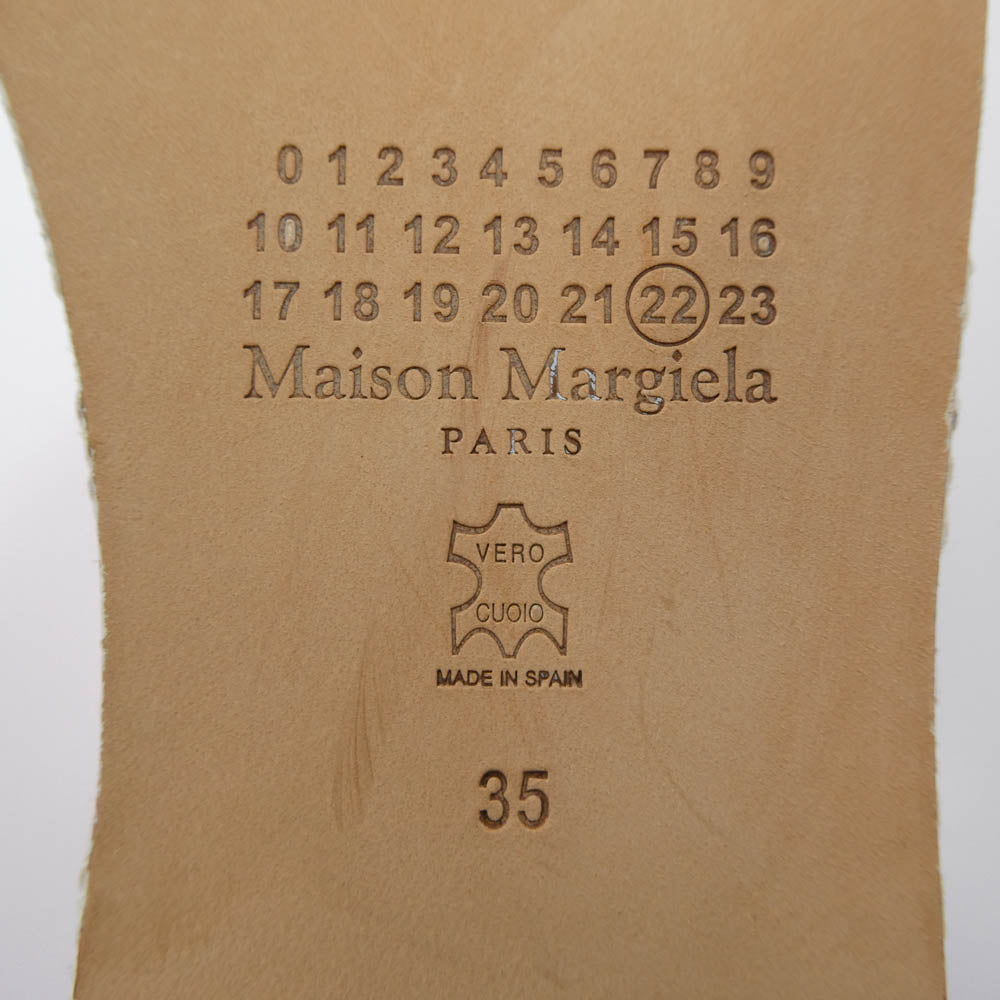 0 1 2 3 4 5 6 7 8 9
10 11 12 13 14 15 16
17 18 19 20 21 22 23
Maison Margiela
PARIS
VERO
CUOIO
MADE IN SPAIN
35